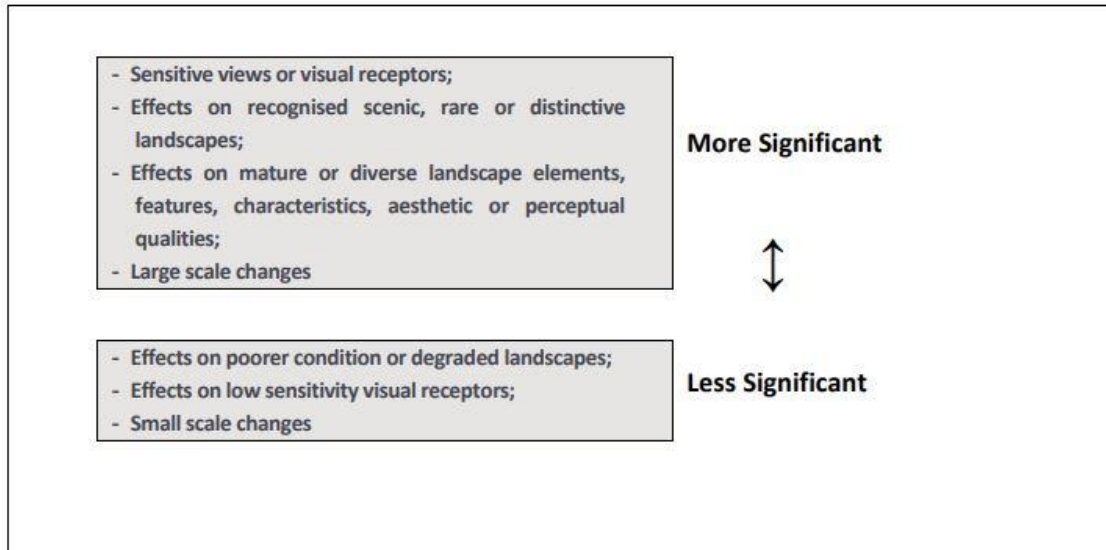 - Sensitive views or visual receptors;
- Effects on recognised scenic, rare or distinctive
landscapes;
- Effects on mature or diverse landscape elements,
features, characteristics, aesthetic or perceptual
qualities;
- Large scale changes
More Significant
- Effects on poorer condition or degraded landscapes;
- Effects on low sensitivity visual receptors;
- Small scale changes
Less Significant